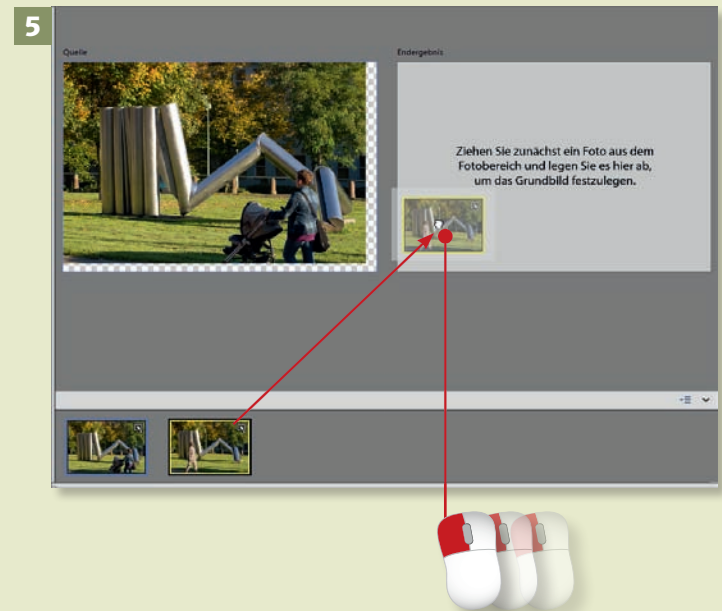 5
Quelle
Endergebnis
Ziehen Sie zunächst ein Foto aus dem
Fotobereich und legen Sie es hier ab,
um das Grundbild festzulegen.